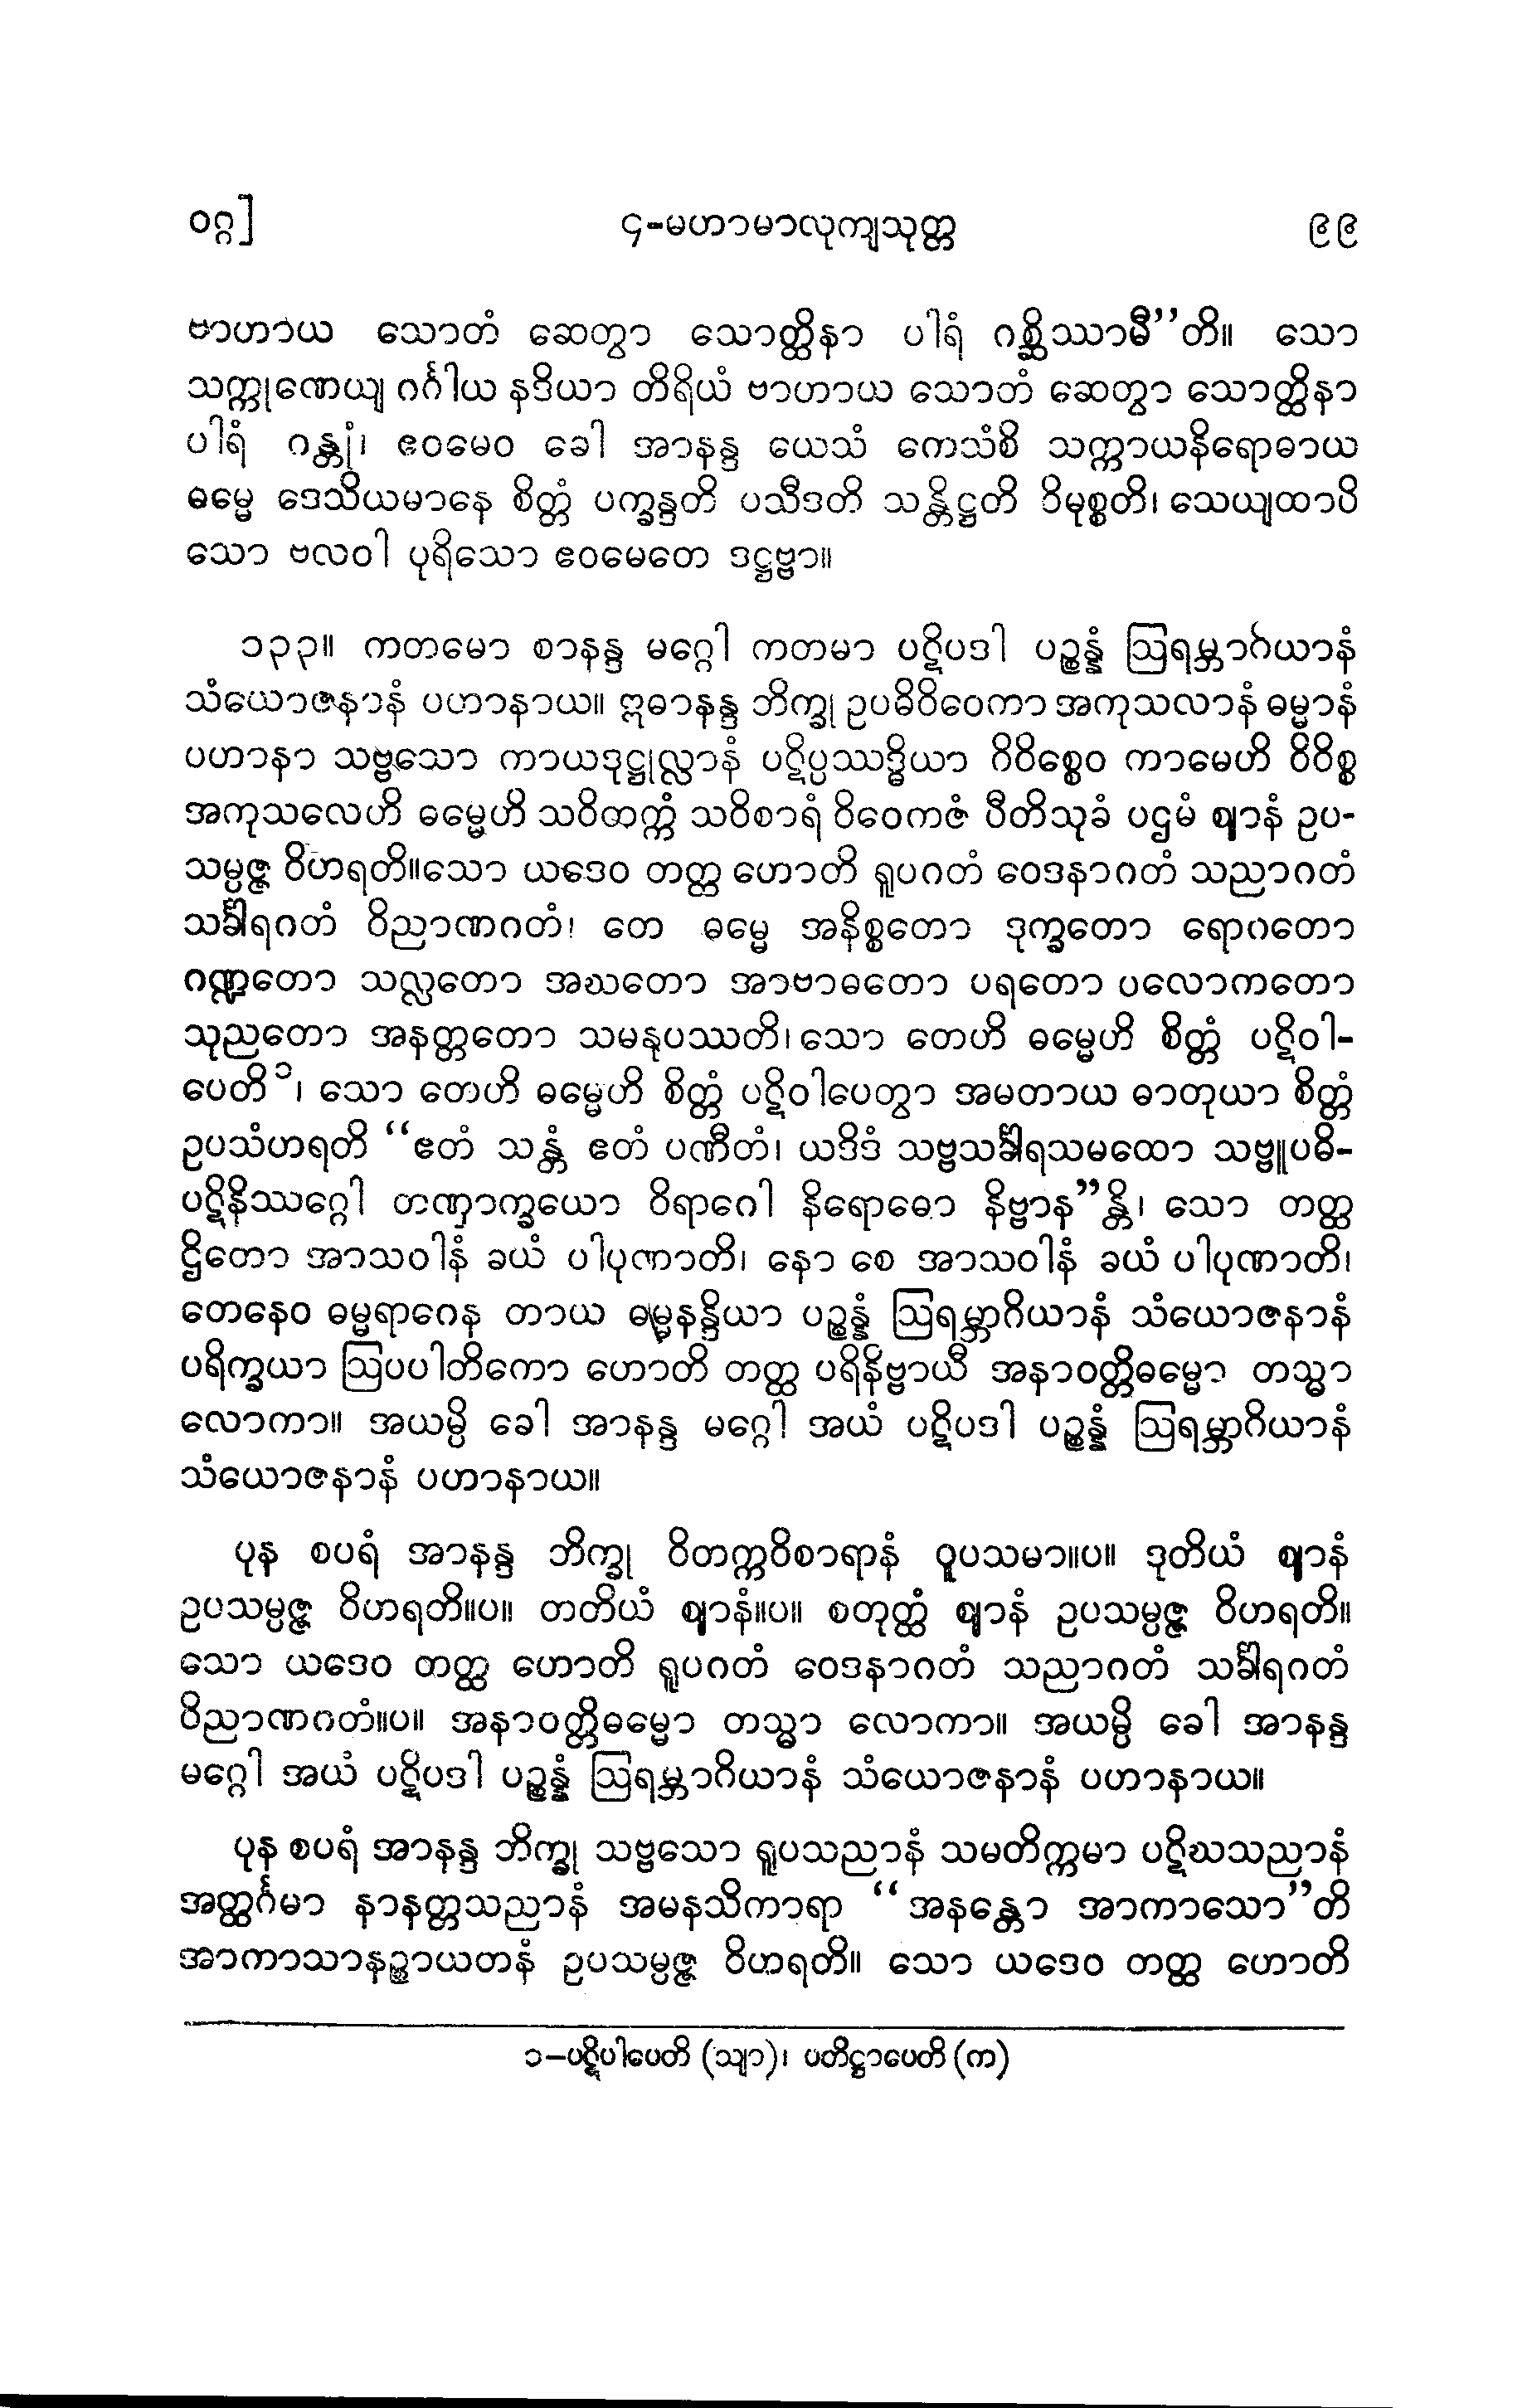 ဝဂ္ဂ]
၄-မဟာမာလုကျသုတ္တ
၉၉
ဗာဟာယ သောတံ ဆေတွာ သောတ္ထိနာ ပါရံ ဂစ္ဆိဿာမီ”တိ။ သော
သက္ကုဏေယျ ဂင်္ဂါယ နဒိယာ တိရိယံ ဗာဟာယ သောတံ ဆေတွာ သောတ္ထိနာ
ပါရံ ဂန္တုံ၊ ဧဝမေဝ ခေါ အာနန္ဒ ယေသံ ကေသံစိ သက္ကာယနိရောဓာယ
ဓမ္မေ ဒေသိယမာနေ စိတ္တံ ပက္ခန္ဒတိ ပသီဒတိ သန္တိဋ္ဌတိ ဝိမုစ္စတိ၊ သေယျထာပိ
သော ဗလဝါ ပုရိသော ဧဝမေတေ ဒဋ္ဌဗ္ဗာ။
၁၃၃။ ကတမော စာနန္ဒ မဂ္ဂေါ ကတမာ ပဋိပဒါ ပဉ္စန္နံ ဩရမ္ဘာဂိယာနံ
သံယောဇနာနံ ပဟာနာယ။ ဣဓာနန္ဒ ဘိက္ခု ဥပဓိဝိဝေကာ အကုသလာနံ ဓမ္မာနံ
ပဟာနာ သဗ္ဗသော ကာယဒုဋ္ဌုလ္လာနံ ပဋိပ္ပဿဒ္ဓိယာ ဝိဝိစ္စေဝ ကာမေဟိ ဝိဝိစ္စ
အကုသလေဟိ ဓမ္မေဟိ သဝိတက္ကံ သဝိစာရံ ဝိဝေကဇံ ပီတိသုခံ ပဌမံ ဈာနံ ဥပ-
သမ္ပဇ္ဇ ဝိဟရတိ။သော ယဒေဝ တတ္ထ ဟောတိ ရူပဂတံ ဝေဒနာဂတံ သညာဂတံ
သင်္ခါရဂတံ ဝိညာဏဂတံ၊ တေ ဓမ္မေ အနိစ္စတော ဒုက္ခတော ရောဂတော
ဂဏ္ဍတော သလ္လတော အဃတော အာဗာဓတော ပရတော ပလောကတော
သုညတော အနတ္တတော သမနုပဿတိ၊ သော တေဟိ ဓမ္မေဟိ စိတ္တံ ပဋိဝါ-
ပေတိ၁၊ သော တေဟိ ဓမ္မေဟိ စိတ္တံ ပဋိဝါပေတွာ အမတာယ ဓာတုယာ စိတ္တံ
ဥပသံဟရတိ “ဧတံ သန္တံ ဧတံ ပဏီတံ၊ ယဒိဒံ သဗ္ဗသင်္ခါရသမထော သဗ္ဗူပဓိ-
ပဋိနိဿဂ္ဂေါ တဏှာက္ခယော ဝိရာဂေါ နိရောဓော နိဗ္ဗာန”န္တိ၊ သော တတ္ထ
ဌိတော အာသဝါနံ ခယံ ပါပုဏာတိ၊ နော စေ အာသဝါနံ ခယံ ပါပုဏာတိ၊
တေနေဝ ဓမ္မရာဂေန တာယ ဓမ္မနန္ဒိယာ ပဉ္စန္နံ ဩရမ္ဘာဂိယာနံ သံယောဇနာနံ
ပရိက္ခယာ ဩပပါတိကော ဟောတိ တတ္ထ ပရိနိဗ္ဗာယီ အနာဝတ္တိဓမ္မော တသ္မာ
လောကာ။ အယမ္ပိ ခေါ အာနန္ဒ မဂ္ဂေါ အယံ ပဋိပဒါ ပဉ္စန္နံ ဩရမ္ဘာဂိယာနံ
သံယောဇနာနံ ပဟာနာယ။
ပုန စပရံ အာနန္ဒ ဘိက္ခု ဝိတက္ကဝိစာရာနံ ဝူပသမာ။ပ။ ဒုတိယံ ဈာနံ
ဥပသမ္ပဇ္ဇ ဝိဟရတိ။ပ။ တတိယံ ဈာနံ။ပ။ စတုတ္ထံ ဈာနံ ဥပသမ္ပဇ္ဇ ဝိဟရတိ။
သော ယဒေဝ တတ္ထ ဟောတိ ရူပဂတံ ဝေဒနာဂတံ သညာဂတံ သင်္ခါရဂတံ
ဝိညာဏဂတံ။ပ။ အနာဝတ္တိဓမ္မော တသ္မာ လောကာ။ အယမ္ပိ ခေါ အာနန္ဒ
မဂ္ဂေါ အယံ ပဋိပဒါ ပဉ္စန္နံ ဩရမ္ဘာဂိယာနံ သံယောဇနာနံ ပဟာနာယ။
ပုန စပရံ အာနန္ဒ ဘိက္ခု သဗ္ဗသော ရူပသညာနံ သမတိက္ကမာ ပဋိဃသညာနံ
အတ္ထင်္ဂမာ နာနတ္တသညာနံ အမနသိကာရာ “အနန္တော အာကာသော”တိ
အာကာသာနဉ္စာယတနံ ဥပသမ္ပဇ္ဇ ဝိဟရတိ။ သော ယဒေဝ တတ္ထ ဟောတိ
၁-ပဋိပါပေတိ (သျာ)၊ ပတိဋ္ဌာပေတိ (က)